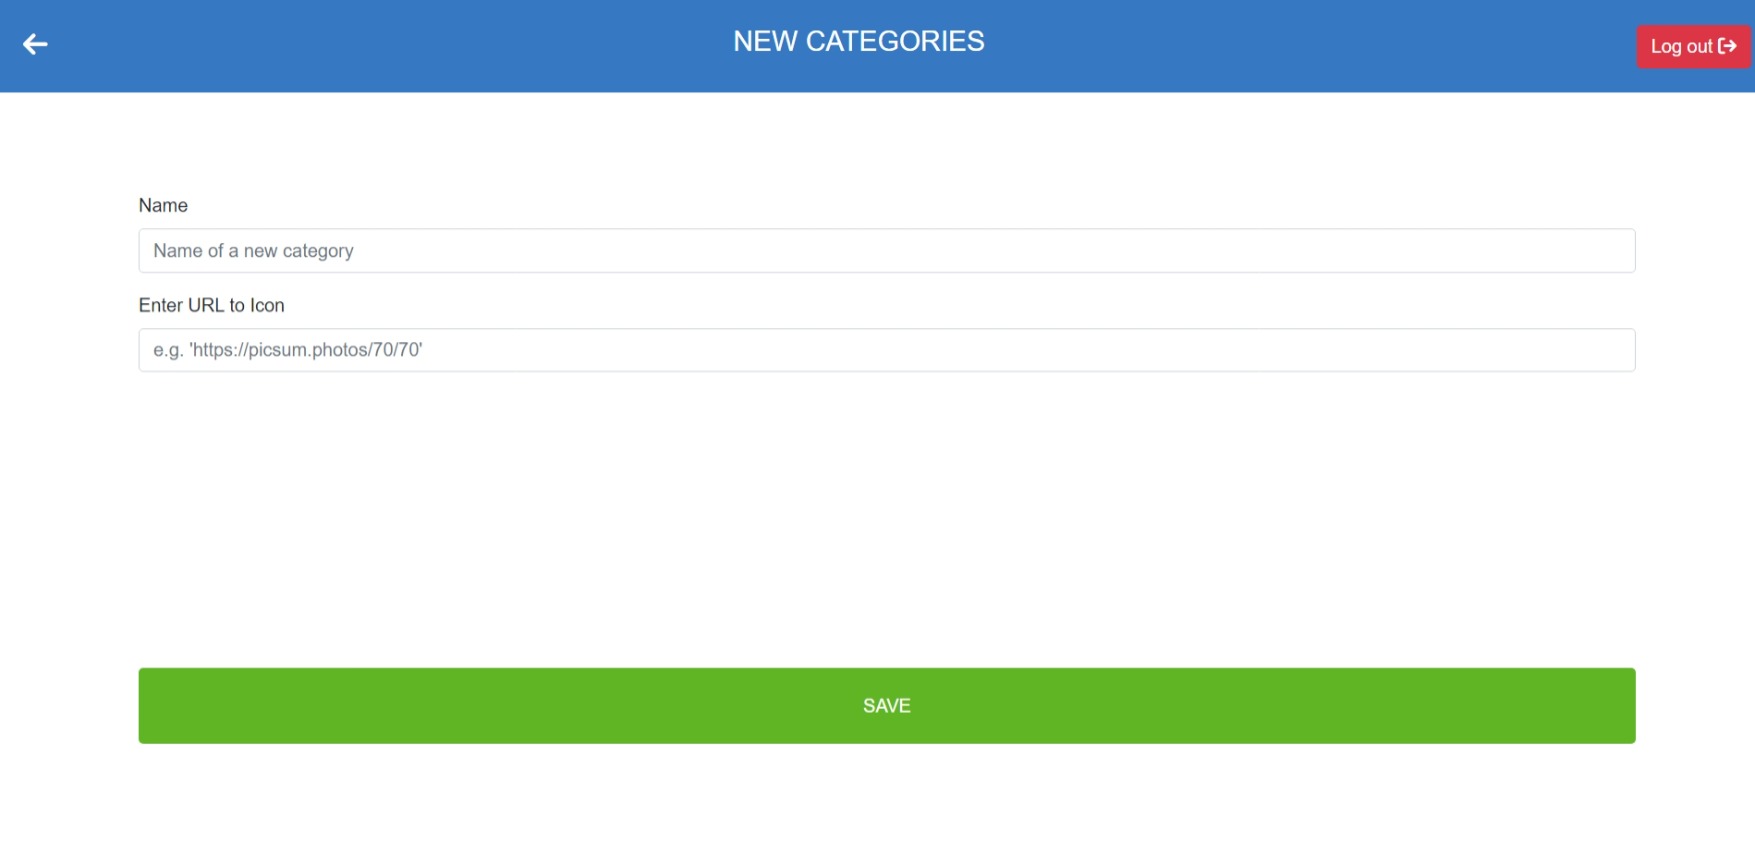 NEW CATEGORIES
Log out
Name
Name of a new category
Enter URL to Icon
e.g. 'https://picsum.photos/70/70'
SAVE